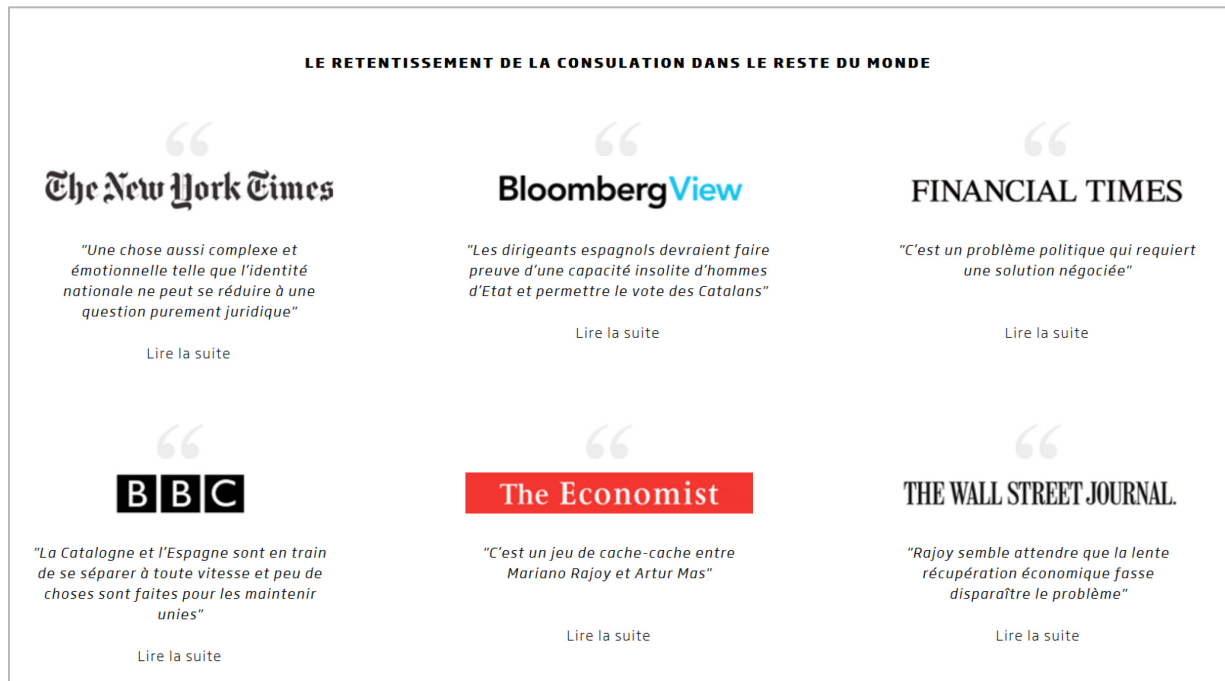 LE RETENTISSEMENT DE LA CONSULATION DANS LE RESTE DU MONDE
The New York Times
"Une chose aussi complexe et
émotionnelle telle que l'identité
nationale ne peut se réduire à une
question purement juridique"
Lire la suite
BloombergView
"Les dirigeants espagnols devraient faire
preuve d'une capacité insolite d'hommes
d'Etat et permettre le vote des Catalans"
Lire la suite
FINANCIAL TIMES
"C'est un problème politique qui requiert
une solution négociée"
Lire la suite
BBC
"La Catalogne et l'Espagne sont en train
de se séparer à toute vitesse et peu de
choses sont faites pour les maintenir
unies"
Lire la suite
The Economist
"C'est un jeu de cache-cache entre
Mariano Rajoy et Artur Mas"
Lire la suite
THE WALL STREET JOURNAL.
"Rajoy semble attendre que la lente
récupération économique fasse
disparaître le problème"
Lire la suite